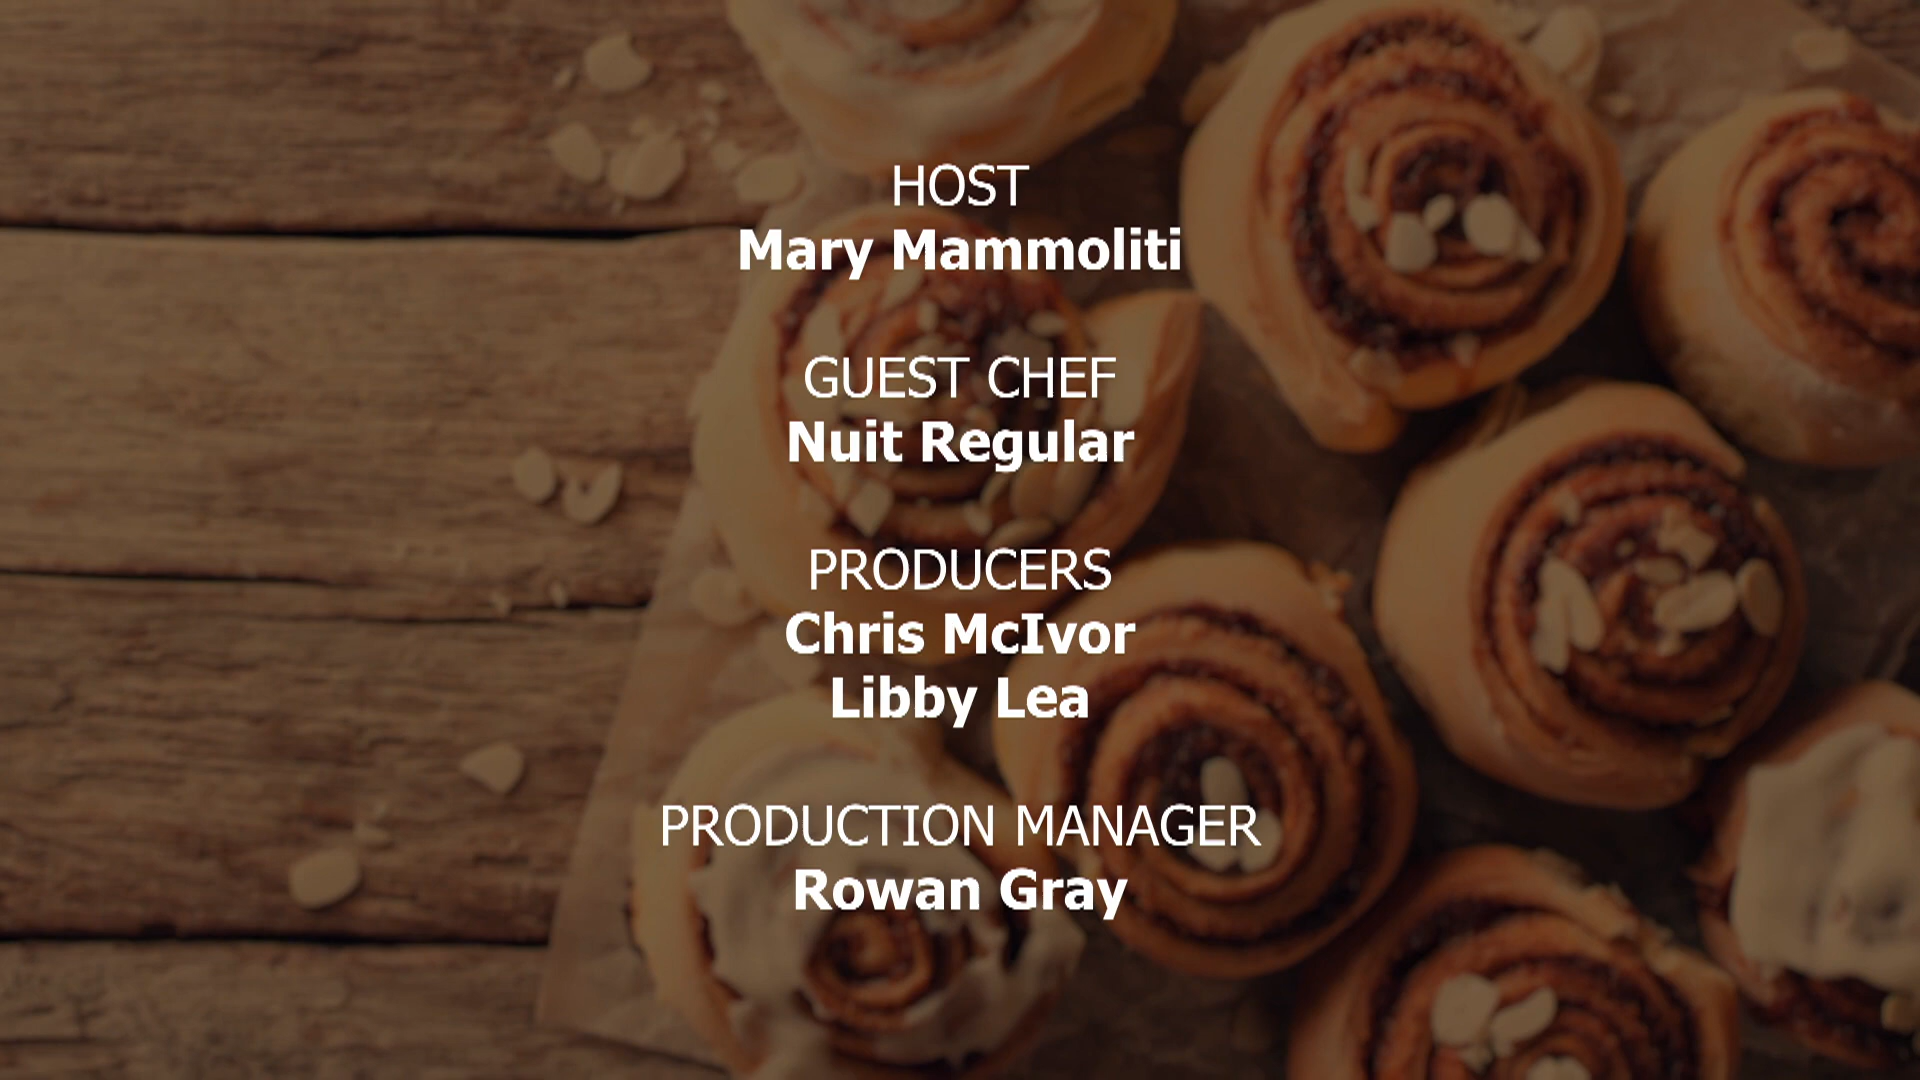 HOST
Mary Mammoliti
GUEST CHEF
Nuit Regular
PRODUCERS
Chris McIvor
Libby Lea
PRODUCTION MANAGER
Rowan Gray